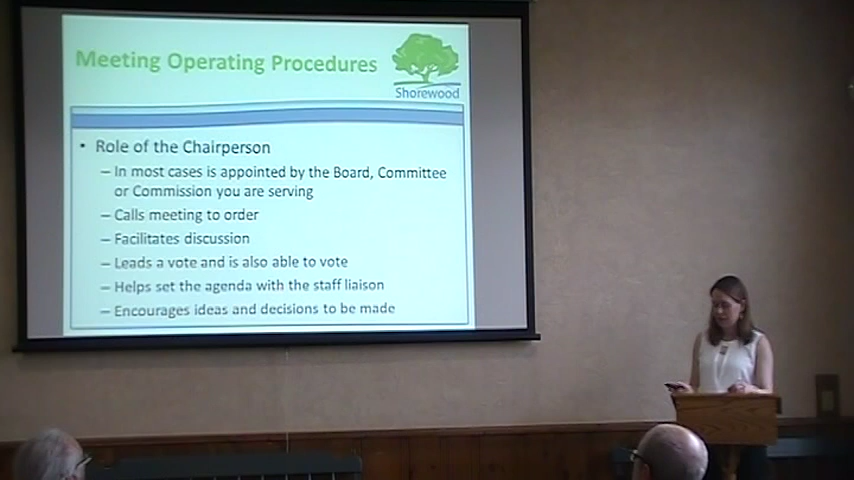 Meeting Operating Procedures
Shorewood
• Role of the Chairperson
– In most cases is appointed by the Board, Committee
or Commission you are serving
– Calls meeting to order
– Facilitates discussion
– Leads a vote and is also able to vote
– Helps set the agenda with the staff liaison
– Encourages ideas and decisions to be made